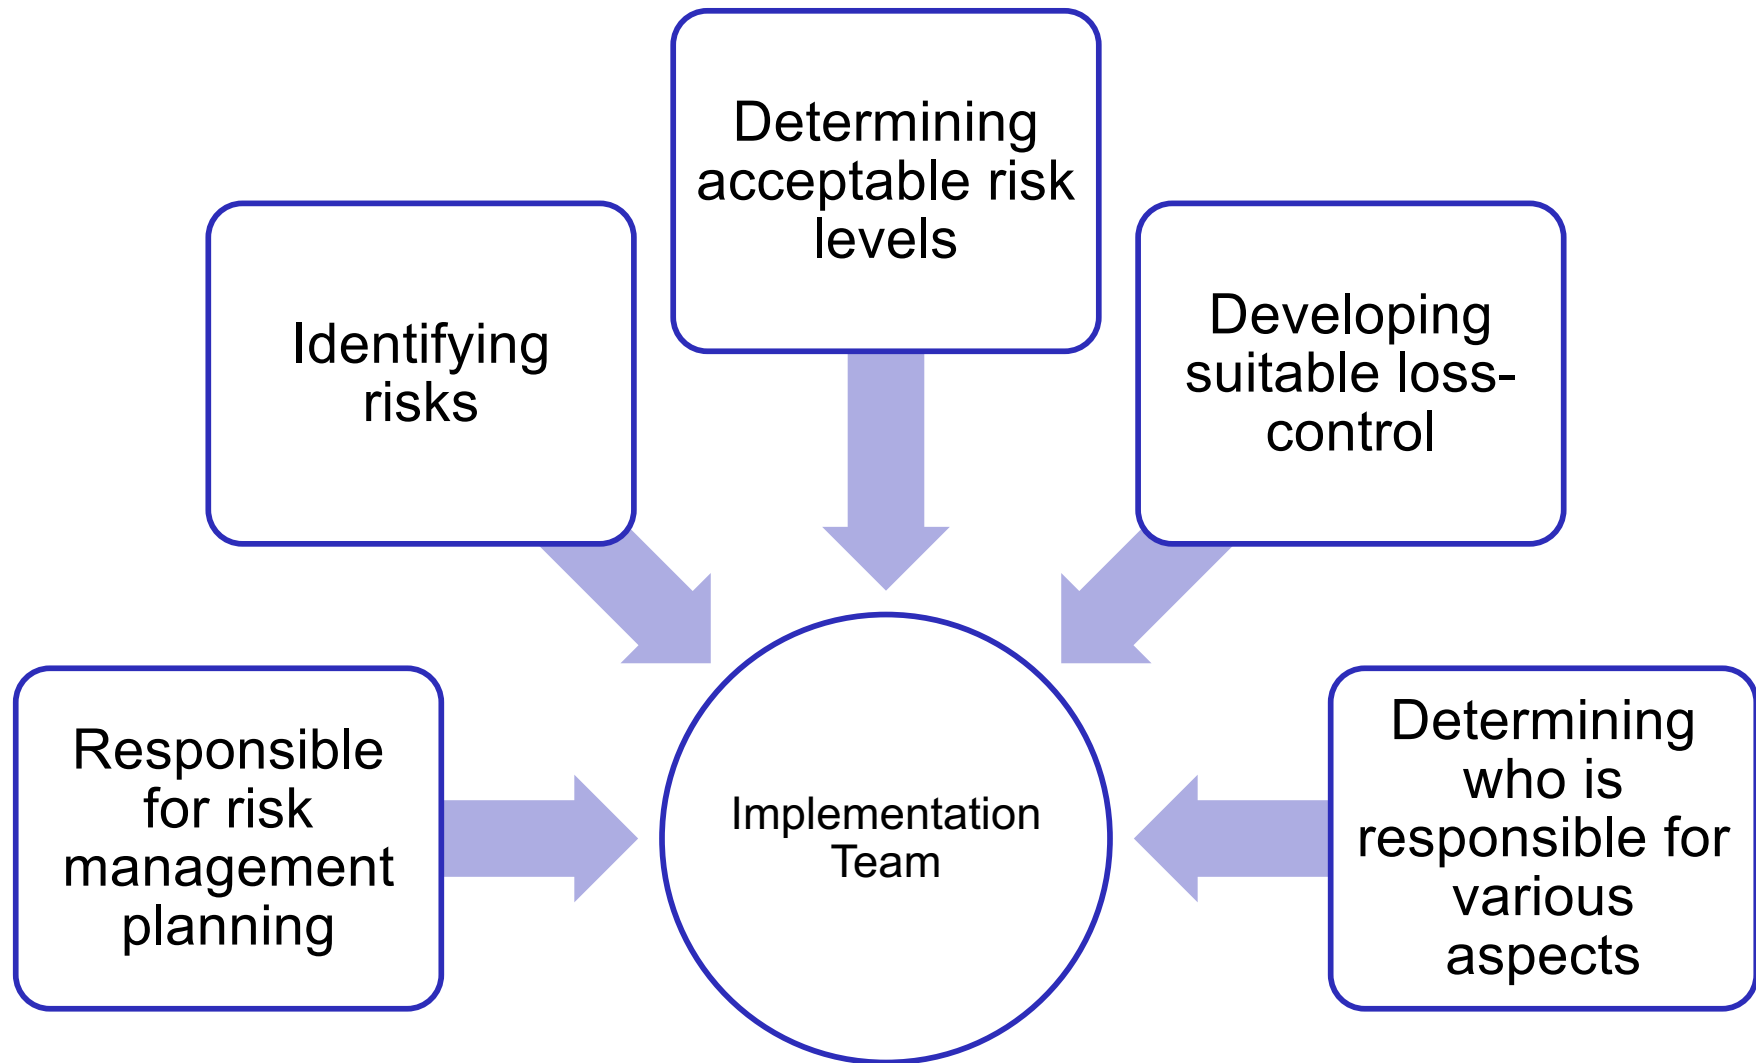 Determining
acceptable risk
levels
Identifying
risks
Developing
suitable loss-
control
Responsible
for risk
management
planning
Implementation
Team
Determining
who is
responsible for
various
aspects